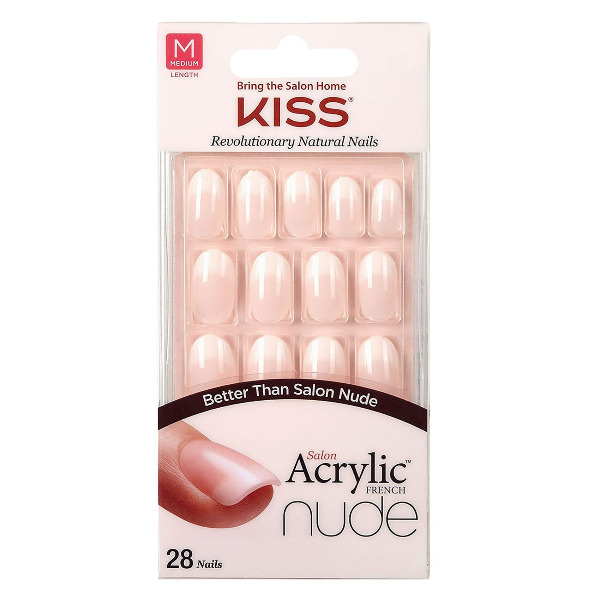 M
MEDIUM
LENGTH
Bring the Salon Home
KISS®
Revolutionary Natural Nails
Better Than Salon Nude
Salon
Acrylic™
FRENCH
nude
28 Nails